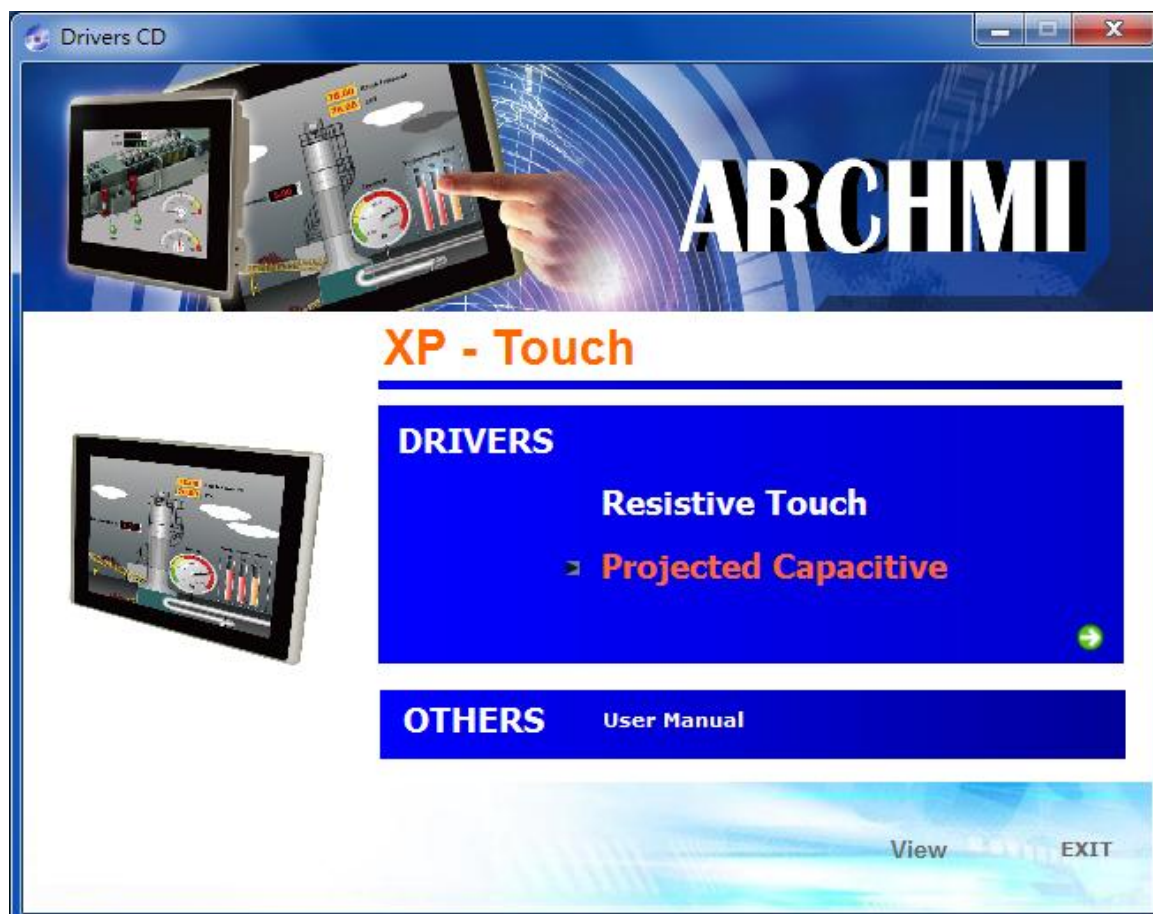 Drivers CD
ARCHMI
XP - Touch
DRIVERS
Resistive Touch
Projected Capacitive
OTHERS User Manual
View EXIT